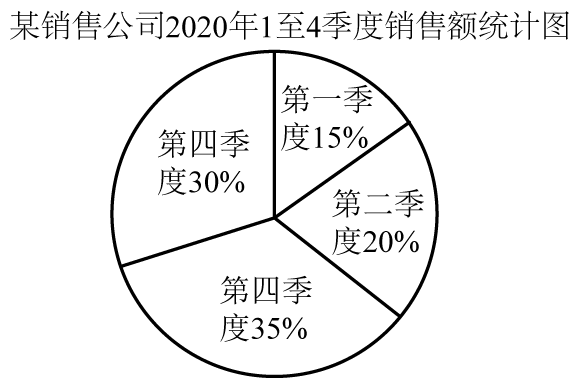 某销售公司2020年1至4季度销售额统计图
第一季
度15%
第四季
度30%
第二季
度20%
第四季
度35%